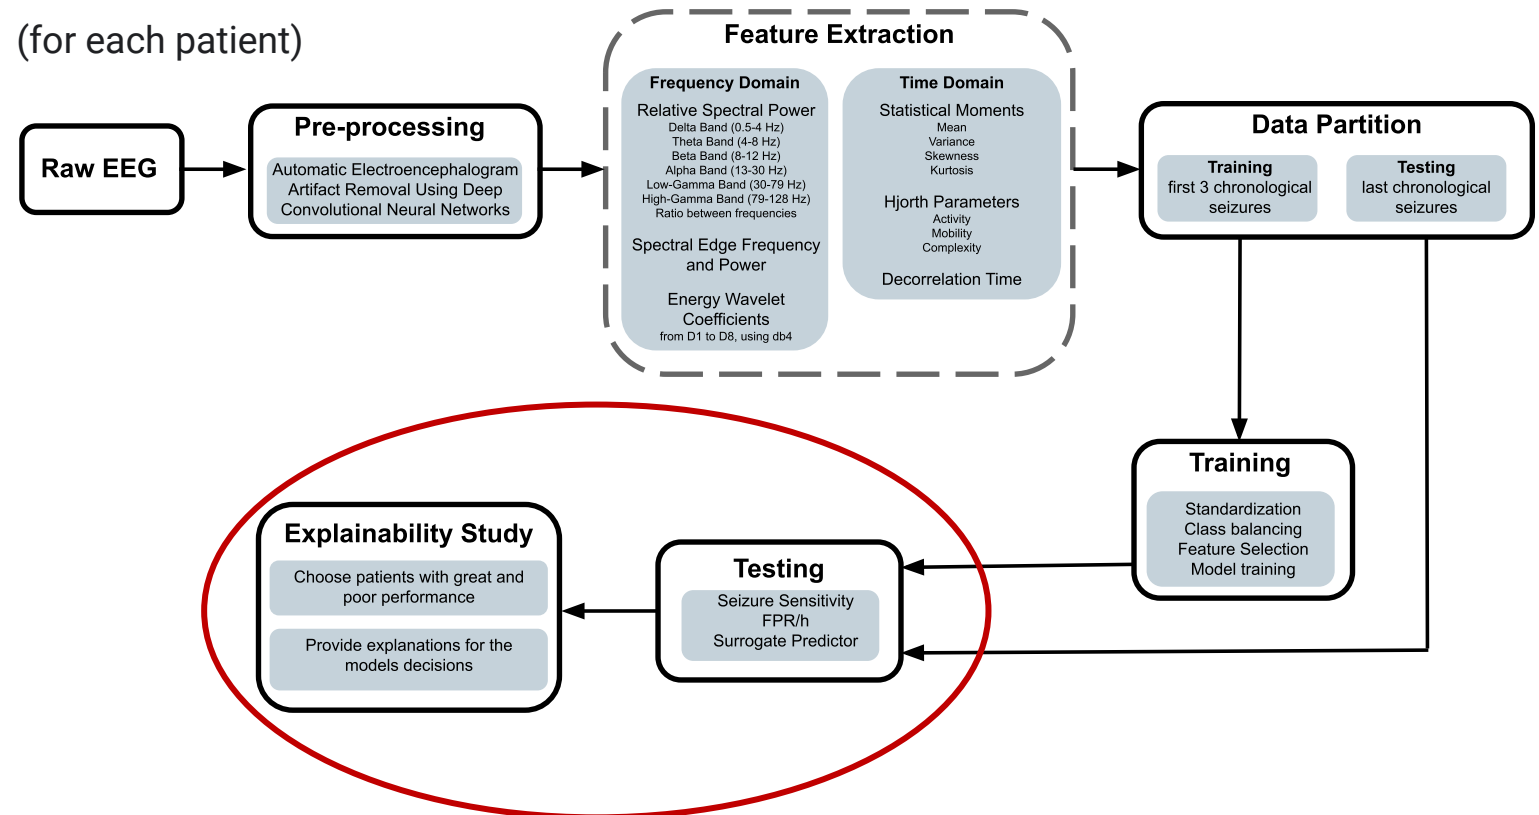 (for each patient)
Raw EEG
Pre-processing
Automatic Electroencephalogram
Artifact Removal Using Deep
Convolutional Neural Networks
Feature Extraction
Frequency Domain
Relative Spectral Power
Delta Band (0.5-4 Hz)
Theta Band (4-8 Hz)
Beta Band (8-12 Hz)
Alpha Band (13-30 Hz)
Low-Gamma Band (30-79 Hz)
High-Gamma Band (79-128 Hz)
Ratio between frequencies
Spectral Edge Frequency
and Power
Energy Wavelet
Coefficients
from D1 to D8, using db4
Time Domain
Statistical Moments
Mean
Variance
Skewness
Kurtosis
Hjorth Parameters
Activity
Mobility
Complexity
Decorrelation Time
Data Partition
Training
first 3 chronological
seizures
Testing
last chronological
seizures
Training
Standardization
Class balancing
Feature Selection
Model training
Testing
Seizure Sensitivity
FPR/h
Surrogate Predictor
Explainability Study
Choose patients with great and
poor performance
Provide explanations for the
models decisions